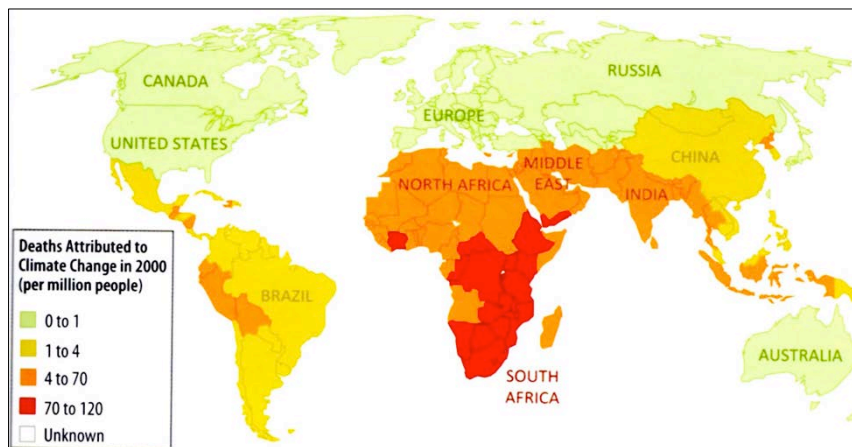 CANADA
RUSSIA
EUROPE
UNITED STATES
CHINA
MIDDLE
EAST
NORTH AFRICA
INDIA
BRAZIL
AUSTRALIA
SOUTH
AFRICA
Deaths Attributed to
Climate Change in 2000
(per million people)
0 to 1
1 to 4
4 to 70
70 to 120
Unknown